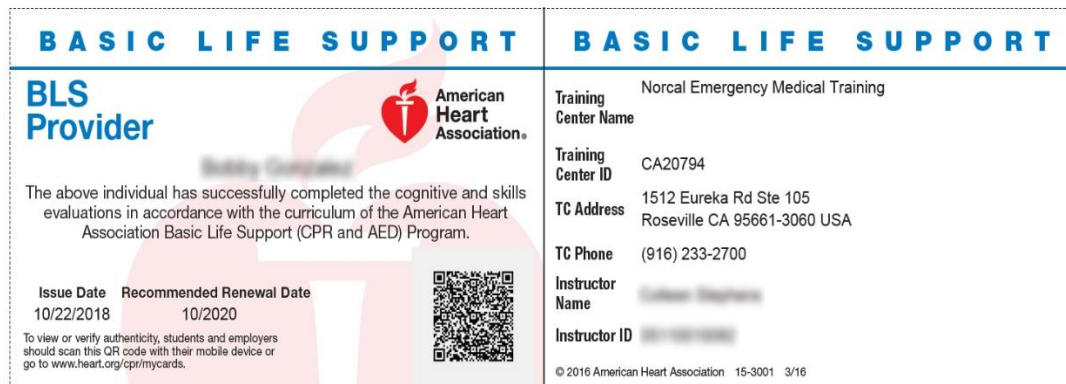 BASIC LIFE SUPPORT
BLS
Provider
American
Heart
Association®
The above individual has successfully completed the cognitive and skills
evaluations in accordance with the curriculum of the American Heart
Association Basic Life Support (CPR and AED) Program.
Issue Date Recommended Renewal Date
10/22/2018 10/2020
To view or verify authenticity, students and employers
should scan this QR code with their mobile device or
go to www.heart.org/cpr/mycards.
BASIC LIFE SUPPORT
Training
Center Name
Norcal Emergency Medical Training
Training
Center ID
CA20794
TC Address
1512 Eureka Rd Ste 105
Roseville CA 95661-3060 USA
TC Phone
(916) 233-2700
Instructor
Name
Instructor ID
© 2016 American Heart Association 15-3001 3/16